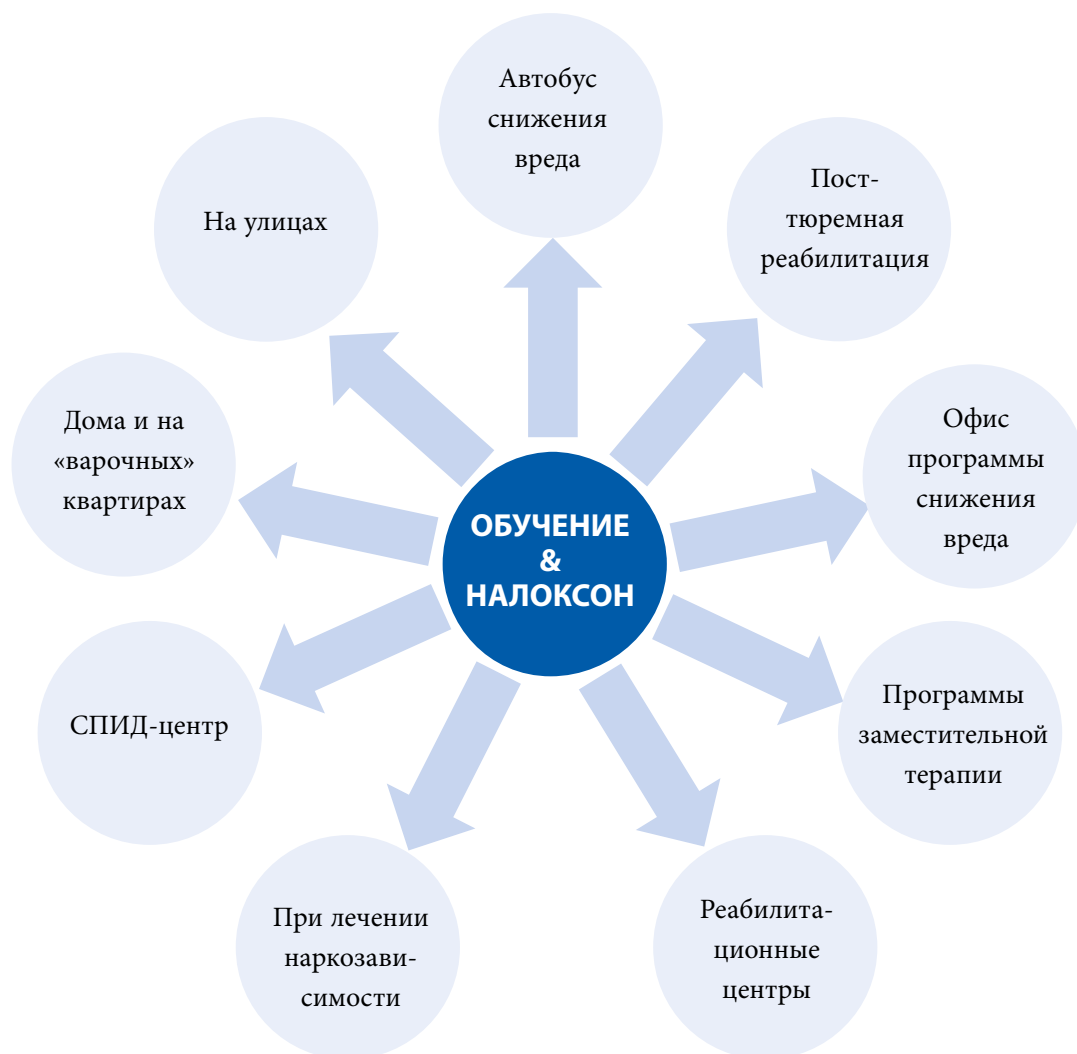 Автобус
снижения
вреда
Пост-
тюремная
реабилитация
Офис
программы
снижения
вреда
Программы
заместительной
терапии
Реабилита-
ционные
центры
При лечении
наркозави-
симости
СПИД-центр
Дома и на
«варочных»
квартирах
На улицах
ОБУЧЕНИЕ
&
НАЛОКСОН